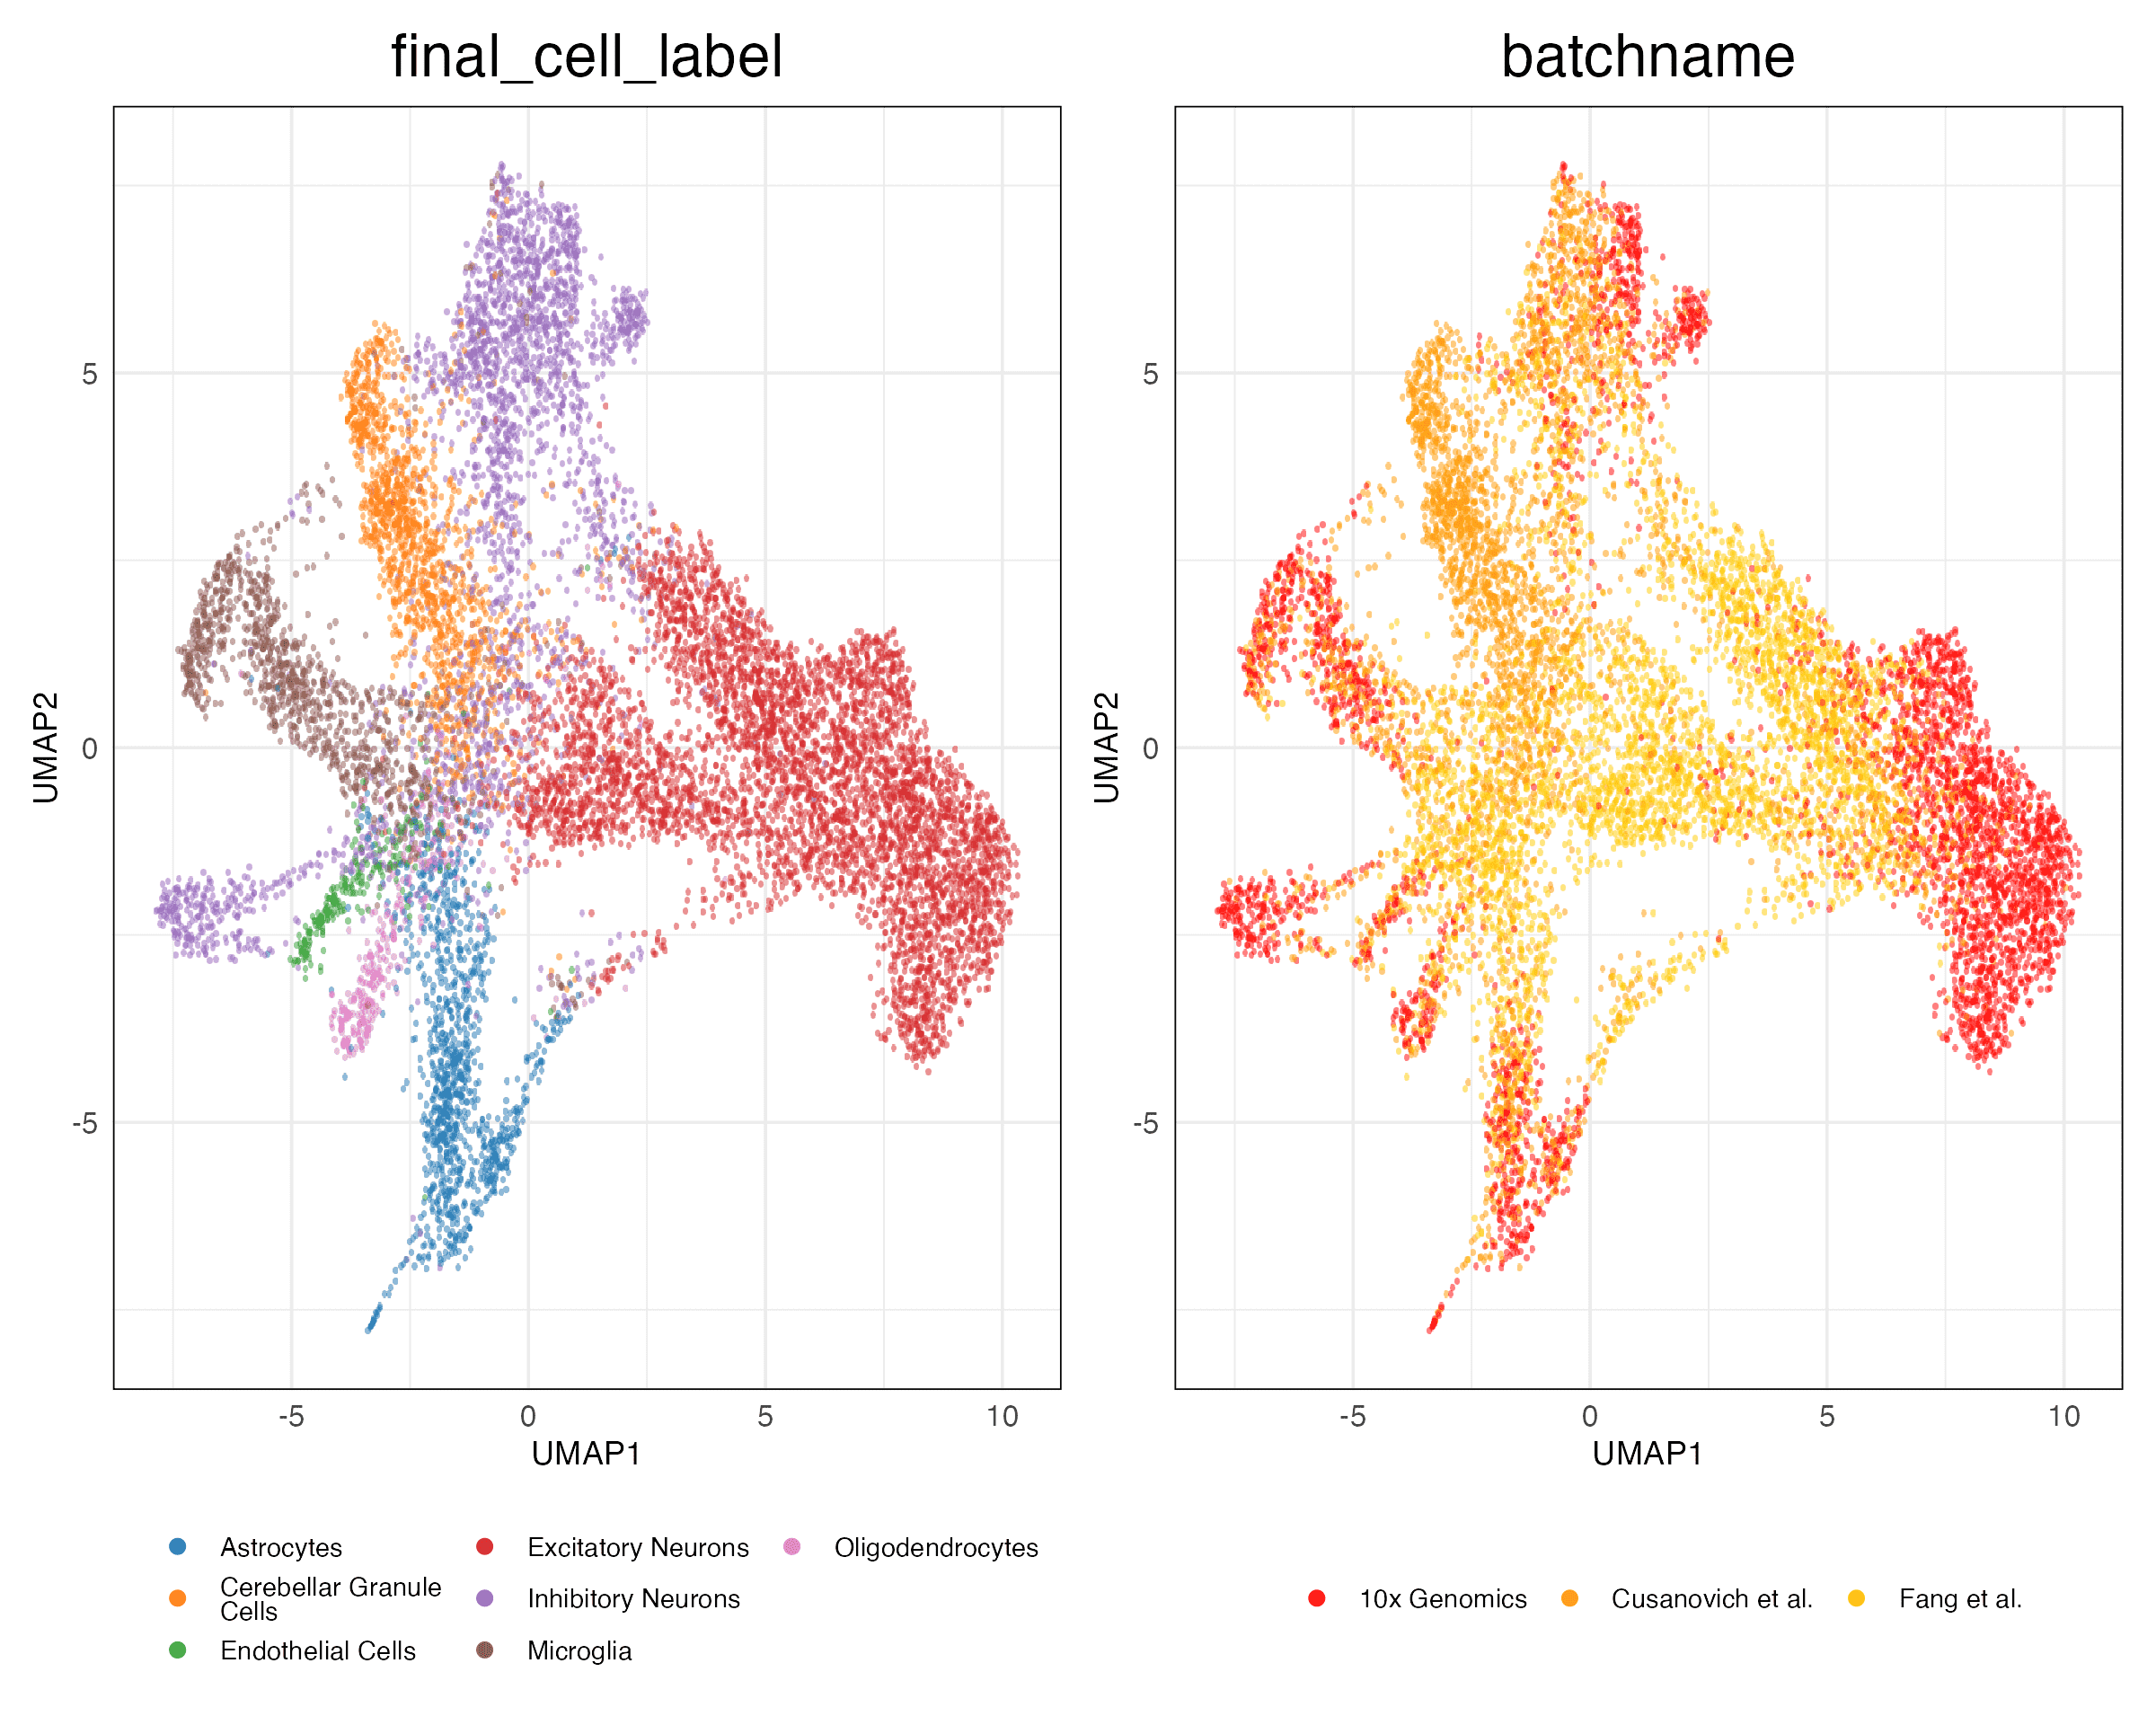 final_cell_label
batchname
UMAP2
5
0
-5
-5
0
5
10
UMAP1
UMAP2
5
0
-5
-5
0
5
10
UMAP1
Astrocytes
Cerebellar Granule
Cells
Endothelial Cells
Excitatory Neurons
Inhibitory Neurons
Microglia
Oligodendrocytes
10x Genomics
Cusanovich et al.
Fang et al.